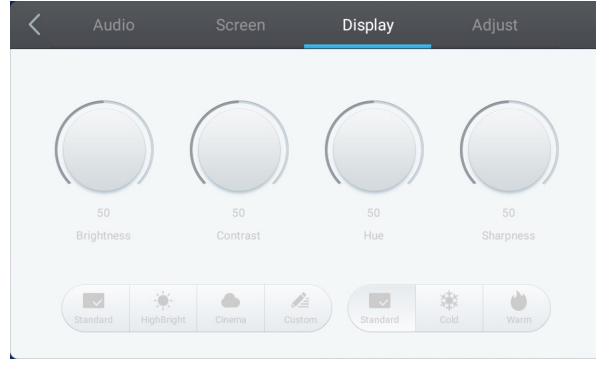 Audio Screen Display Adjust
50 50 50 50
Brightness Contrast Hue Sharpness
Standard HighBright Cinema Custom Standard Cold Warm